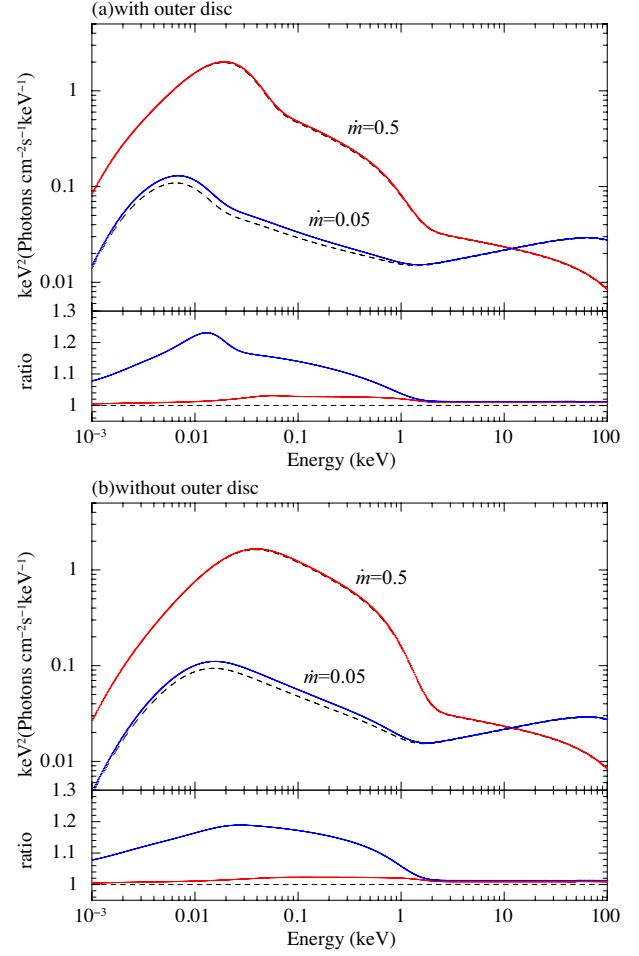 (a)with outer disc
keV²(Photons cm⁻²s⁻¹keV⁻¹)
1
0.1
0.01
ṁ=0.5
ṁ=0.05
ratio
1.3
1.2
1.1
1
10⁻³ 0.01 0.1 1 10 100
Energy (keV)
(b)without outer disc
keV²(Photons cm⁻²s⁻¹keV⁻¹)
1
0.1
0.01
ṁ=0.5
ṁ=0.05
ratio
1.3
1.2
1.1
1
10⁻³ 0.01 0.1 1 10 100
Energy (keV)